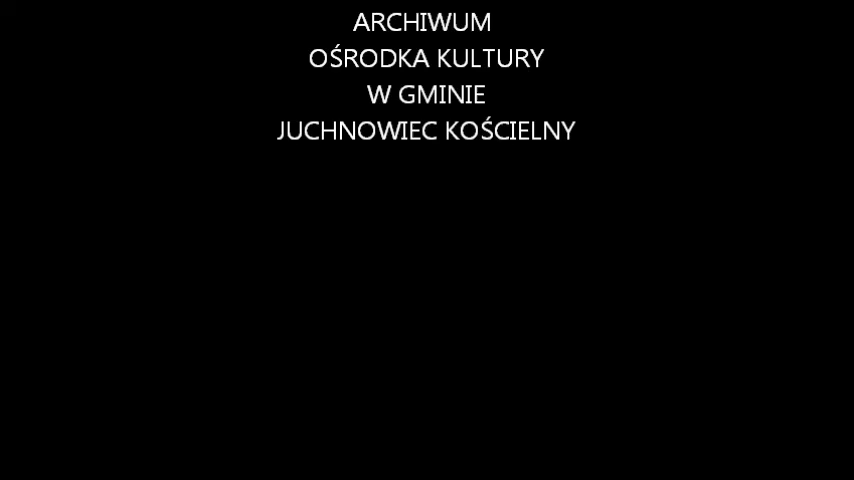 ARCHIWUM
OŚRODKA KULTURY
W GMINIE
JUCHNOWIEC KOŚCIELNY